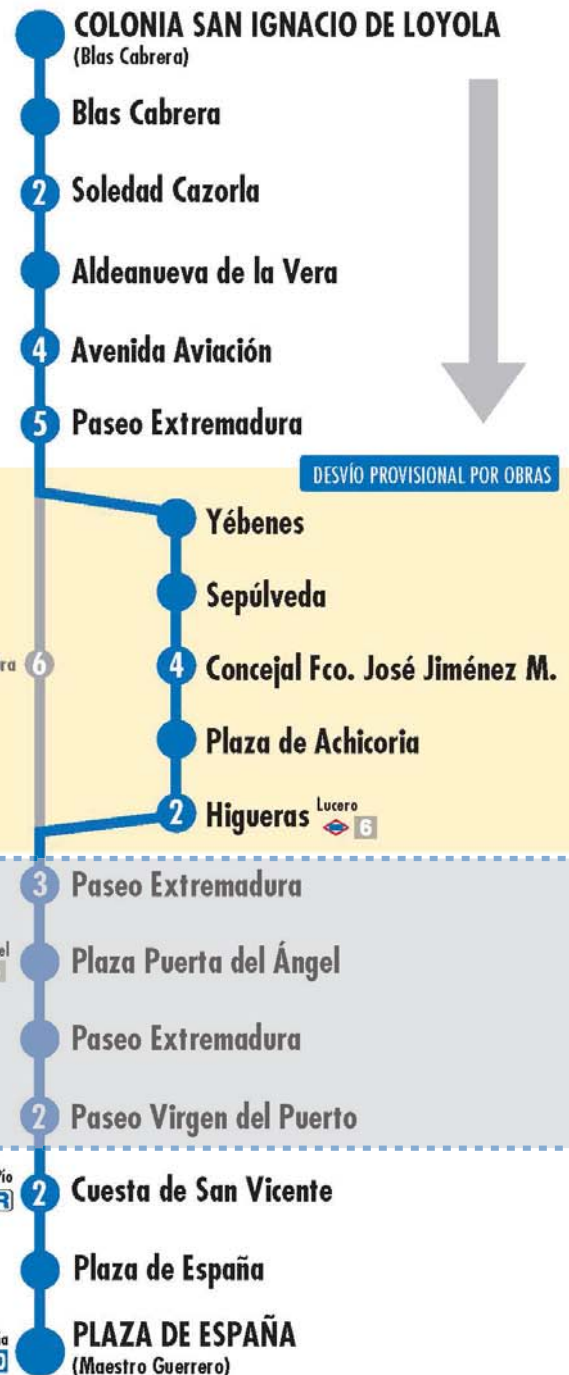 COLONIA SAN IGNACIO DE LOYOLA
(Blas Cabrera)
Blas Cabrera
2 Soledad Cazorla
Aldeanueva de la Vera
4 Avenida Aviación
5 Paseo Extremadura
DESVÍO PROVISIONAL POR OBRAS
Yébenes
Sepúlveda
6
4 Concejal Fco. José Jiménez M.
Plaza de Achicoria
2 Higueras Lucero 6
3 Paseo Extremadura
Plaza Puerta del Ángel
Paseo Extremadura
2 Paseo Virgen del Puerto
2 Cuesta de San Vicente
Plaza de España
PLAZA DE ESPAÑA
(Maestro Guerrero)